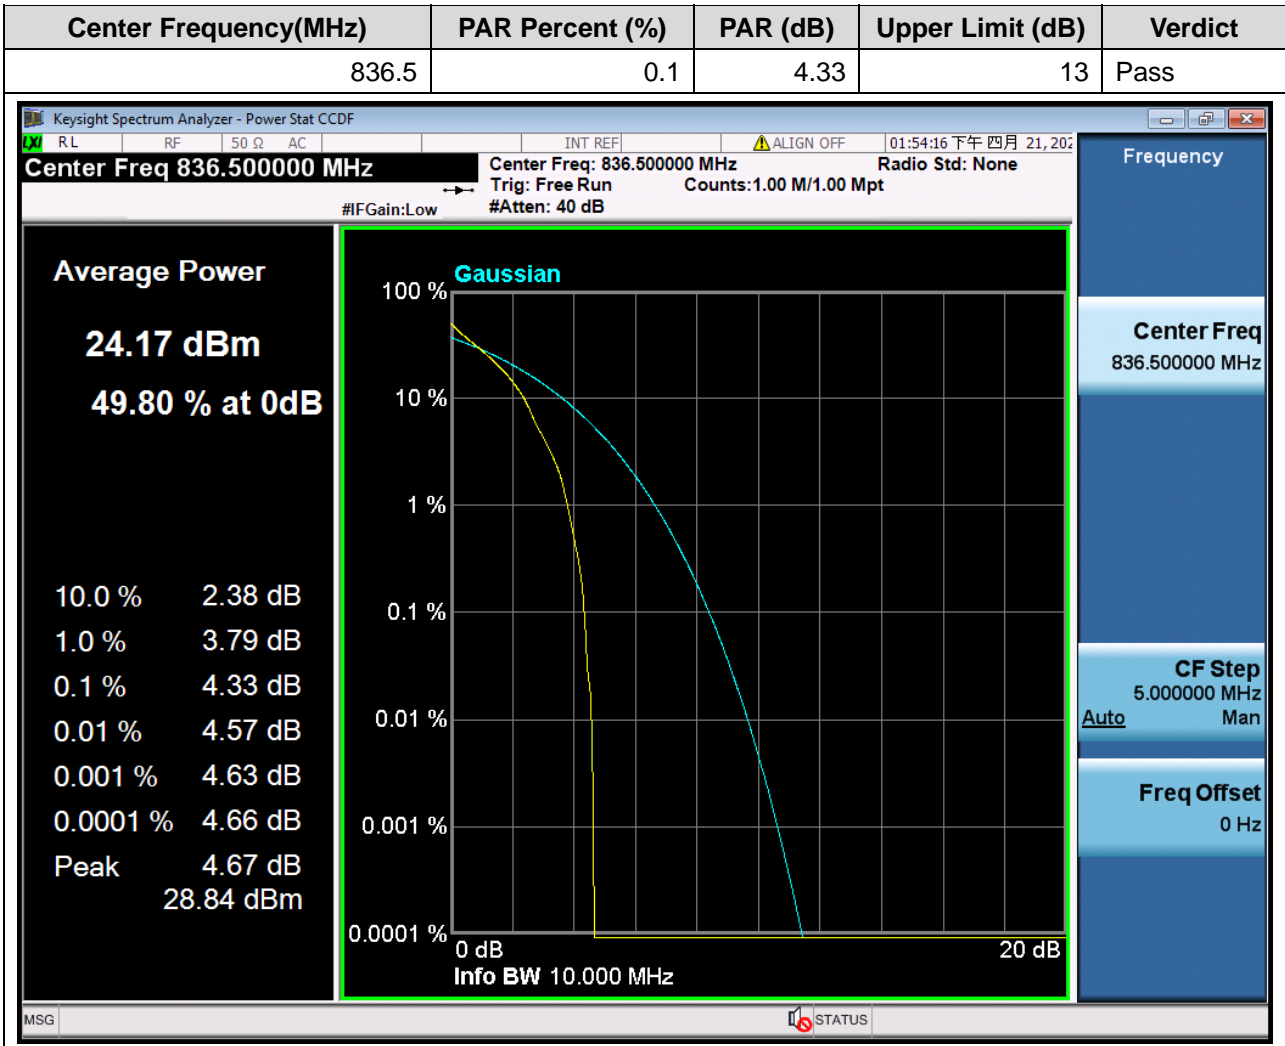 Center Frequency(MHz) PAR Percent (%) PAR (dB) Upper Limit (dB) Verdict
836.5 0.1 4.33 13 Pass
Keysight Spectrum Analyzer - Power Stat CCDF
LXI RL RF 50 Ω AC INT REF ALIGN OFF 01:54:16 下午 四月 21, 202
Center Freq 836.500000 MHz
Center Freq: 836.500000 MHz Radio Std: None
Trig: Free Run Counts:1.00 M/1.00 Mpt
#IFGain:Low #Atten: 40 dB
Average Power
24.17 dBm
49.80 % at 0dB
10.0 % 2.38 dB
1.0 % 3.79 dB
0.1 % 4.33 dB
0.01 % 4.57 dB
0.001 % 4.63 dB
0.0001 % 4.66 dB
Peak 4.67 dB
28.84 dBm
Gaussian
100 %
10 %
1 %
0.1 %
0.01 %
0.001 %
0.0001 %
0 dB 20 dB
Info BW 10.000 MHz
Frequency
Center Freq
836.500000 MHz
CF Step
5.000000 MHz
Auto Man
Freq Offset
0 Hz
MSG STATUS